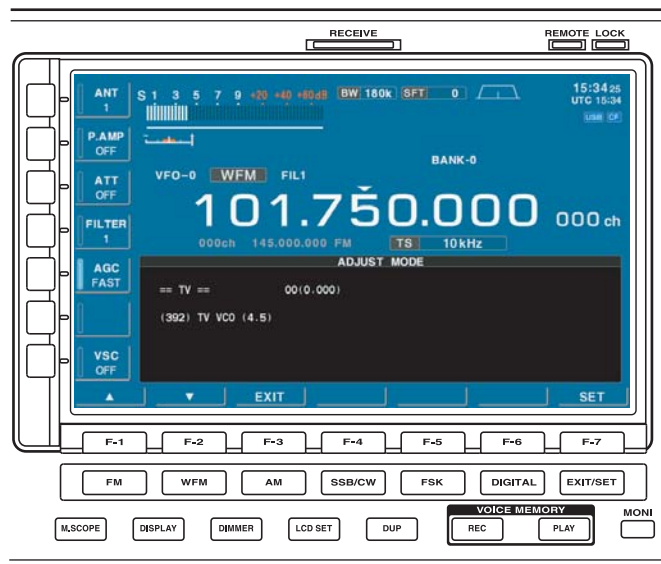 RECEIVE REMOTE LOCK
ANT
1
S 1 3 5 7 9 +20 +40 +60dB BW 180k SFT 0
15:34 25
UTC 15:34
USB CF
P.AMP
OFF
BANK-0
ATT
OFF
VFO-0 WFM FIL1
101.750.000 000 ch
FILTER
1
000ch 145.000.000 FM TS 10kHz
ADJUST MODE
AGC
FAST
== TV == 00(0.000)
(392) TV VCO (4.5)
VSC
OFF
▲ ▼ EXIT SET
F-1 F-2 F-3 F-4 F-5 F-6 F-7
FM WFM AM SSB/CW FSK DIGITAL EXIT/SET
VOICE MEMORY MONI
M.SCOPE DISPLAY DIMMER LCD SET DUP REC PLAY